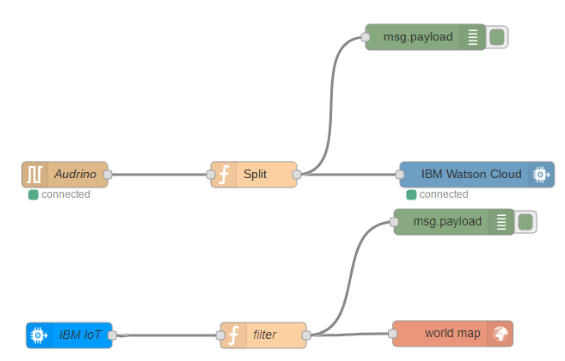 msg.payload
Audrino
Split
IBM Watson Cloud
connected
connected
msg.payload
IBM IoT
filter
world map